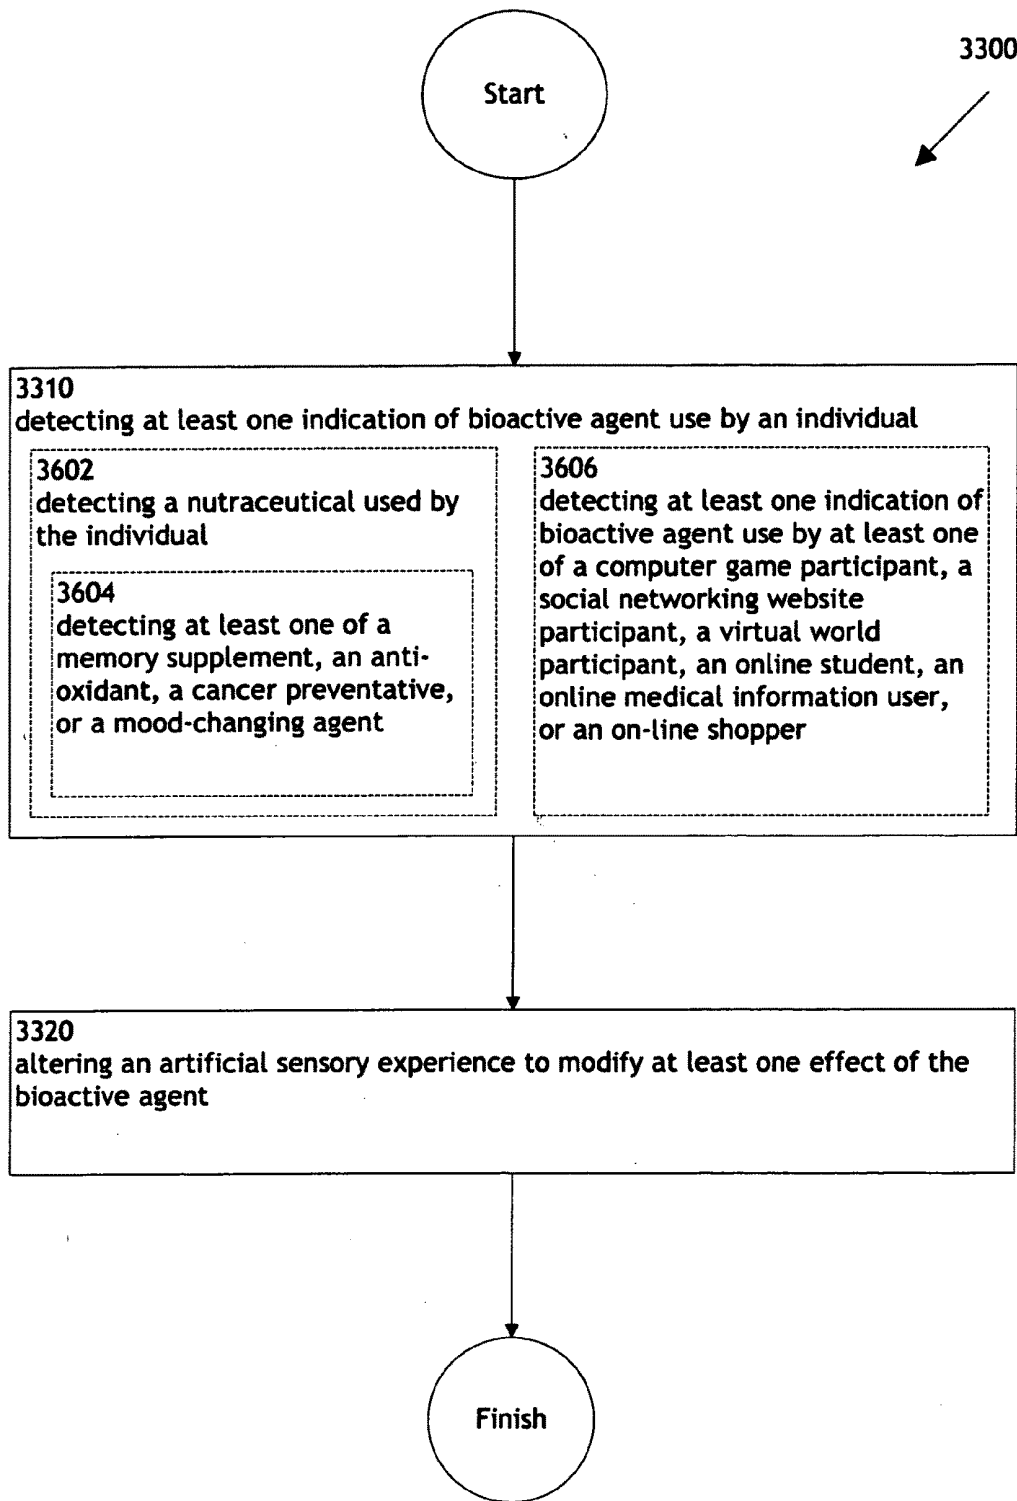 Start
3300
3310
detecting at least one indication of bioactive agent use by an individual
3602
detecting a nutraceutical used by
the individual
3604
detecting at least one of a
memory supplement, an anti-
oxidant, a cancer preventative,
or a mood-changing agent
3606
detecting at least one indication of
bioactive agent use by at least one
of a computer game participant, a
social networking website
participant, a virtual world
participant, an online student, an
online medical information user,
or an on-line shopper
3320
altering an artificial sensory experience to modify at least one effect of the
bioactive agent
Finish